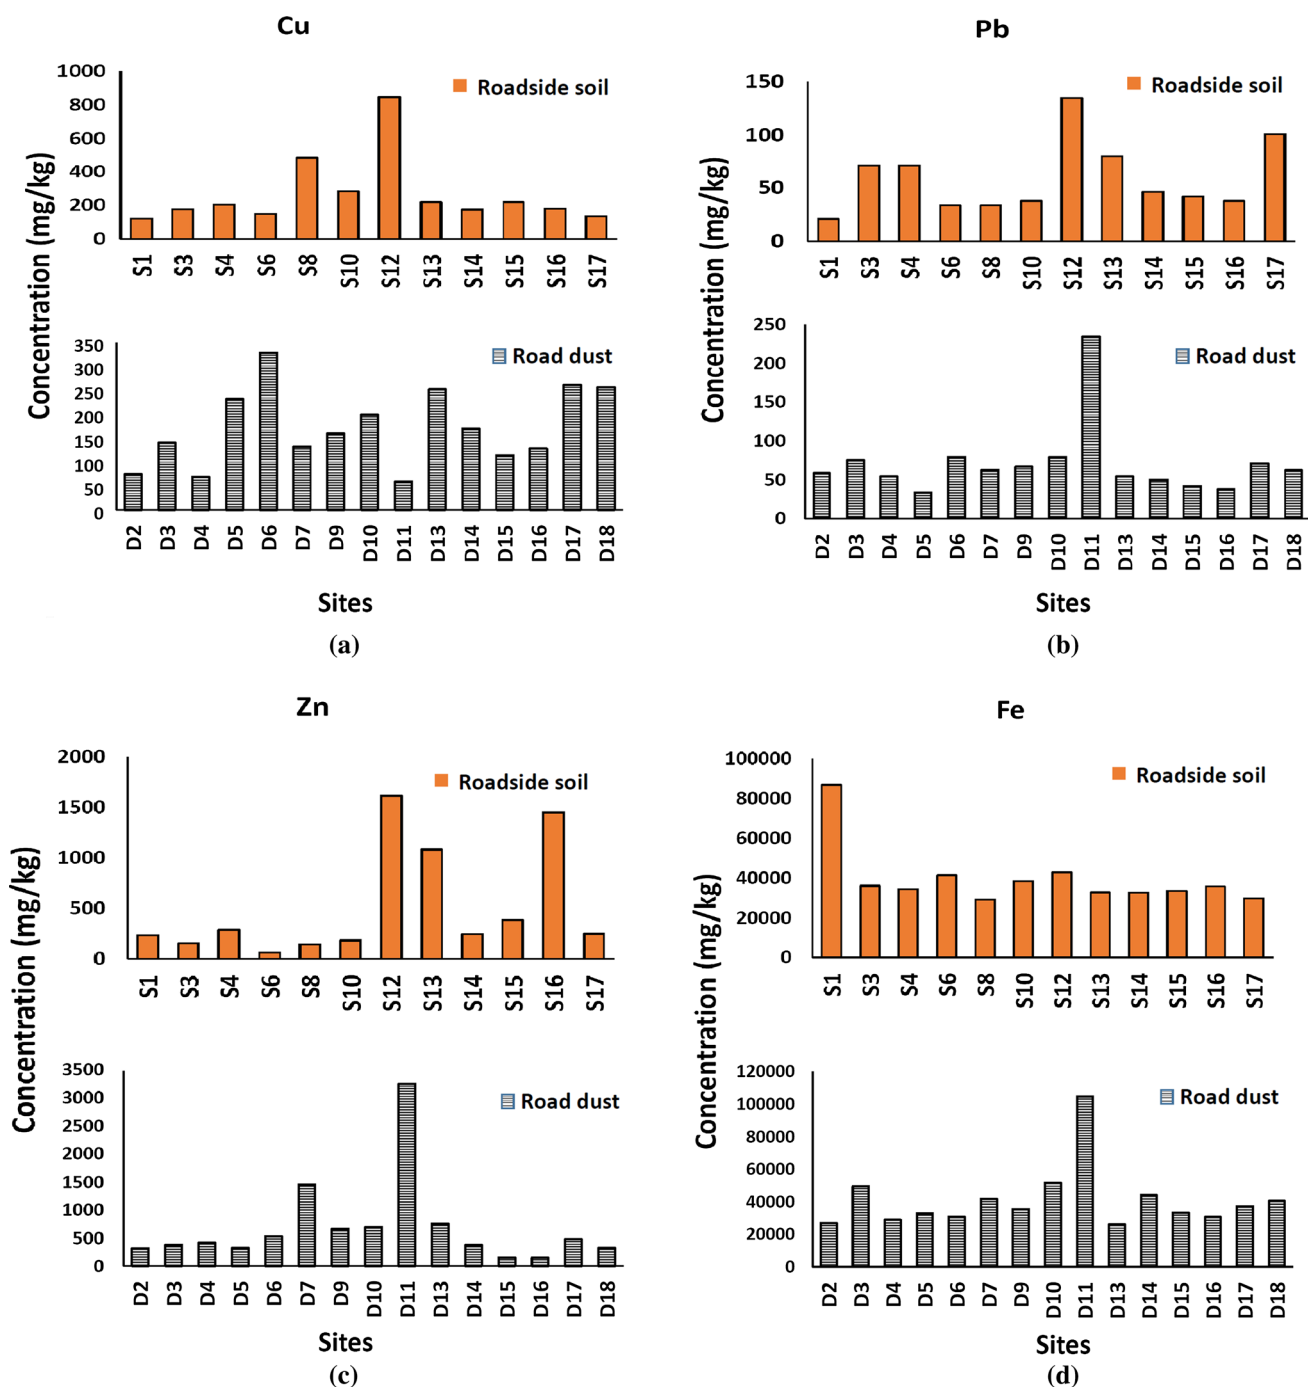 Cu
Concentration (mg/kg)
1000
800
600
400
200
0
Roadside soil
S1 S3 S4 S6 S8 S10 S12 S13 S14 S15 S16 S17
350
300
250
200
150
100
50
0
Road dust
D2 D3 D4 D5 D6 D7 D9 D10 D11 D13 D14 D15 D16 D17 D18
Sites
(a)
Pb
Concentration (mg/kg)
150
100
50
0
Roadside soil
S1 S3 S4 S6 S8 S10 S12 S13 S14 S15 S16 S17
250
200
150
100
50
0
Road dust
D2 D3 D4 D5 D6 D7 D9 D10 D11 D13 D14 D15 D16 D17 D18
Sites
(b)
Zn
Concentration (mg/kg)
2000
1500
1000
500
0
Roadside soil
S1 S3 S4 S6 S8 S10 S12 S13 S14 S15 S16 S17
3500
3000
2500
2000
1500
1000
500
0
Road dust
D2 D3 D4 D5 D6 D7 D9 D10 D11 D13 D14 D15 D16 D17 D18
Sites
(c)
Fe
Concentration (mg/kg)
100000
80000
60000
40000
20000
0
Roadside soil
S1 S3 S4 S6 S8 S10 S12 S13 S14 S15 S16 S17
120000
100000
80000
60000
40000
20000
0
Road dust
D2 D3 D4 D5 D6 D7 D9 D10 D11 D13 D14 D15 D16 D17 D18
Sites
(d)